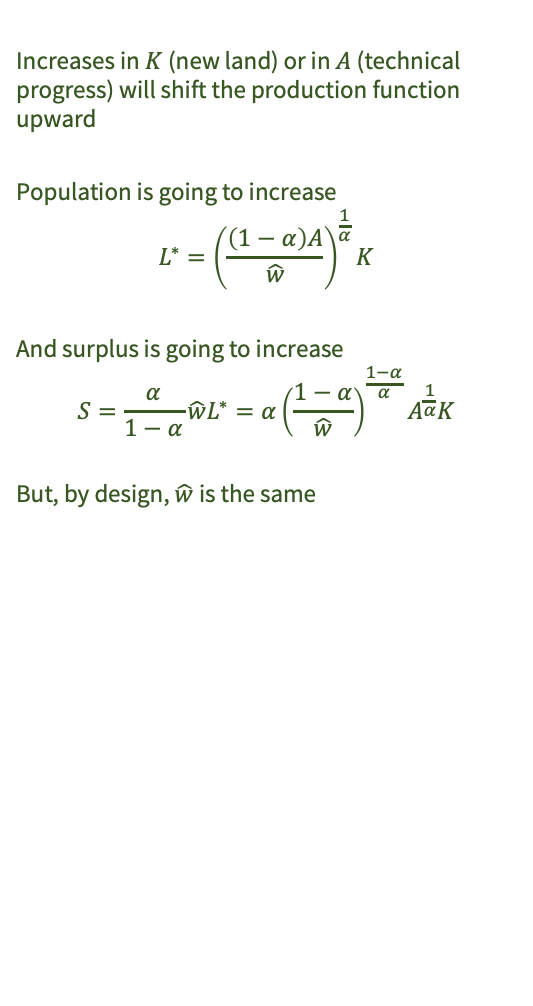 Increases in K (new land) or in A (technical
progress) will shift the production function
upward
Population is going to increase
L* = ((1 − α)A / ŵ)^(1/α) K
And surplus is going to increase
S = α/(1 − α) ŵL* = α ((1 − α)/ŵ)^((1−α)/α) A^(1/α) K
But, by design, ŵ is the same